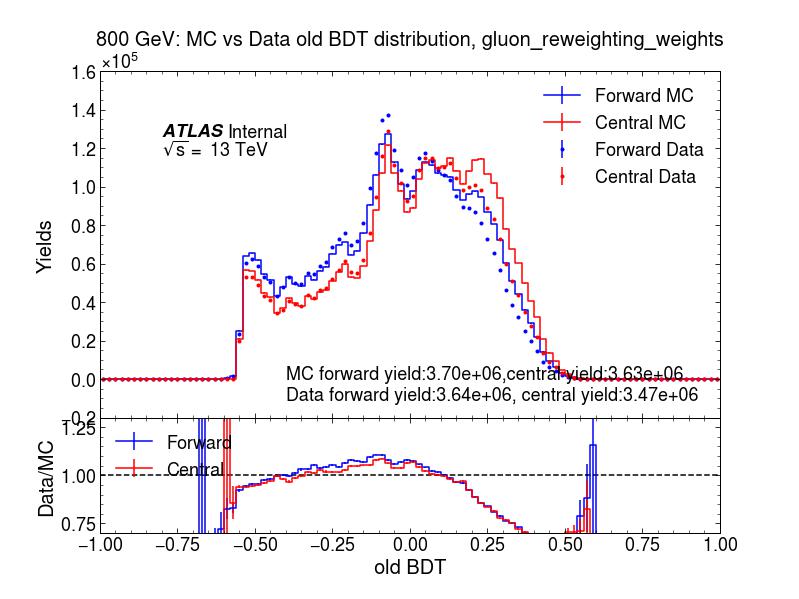 800 GeV: MC vs Data old BDT distribution, gluon_reweighting_weights
×10⁵
1.6
1.4
1.2
1.0
0.8
0.6
0.4
0.2
0.0
0.2
Yields
ATLAS Internal
√s = 13 TeV
Forward MC
Central MC
Forward Data
Central Data
MC forward yield:3.70e+06,central yield:3.63e+06
Data forward yield:3.64e+06, central yield:3.47e+06
1.25
1.00
0.75
Data/MC
Forward
Central
−1.00 −0.75 −0.50 −0.25 0.00 0.25 0.50 0.75 1.00
old BDT